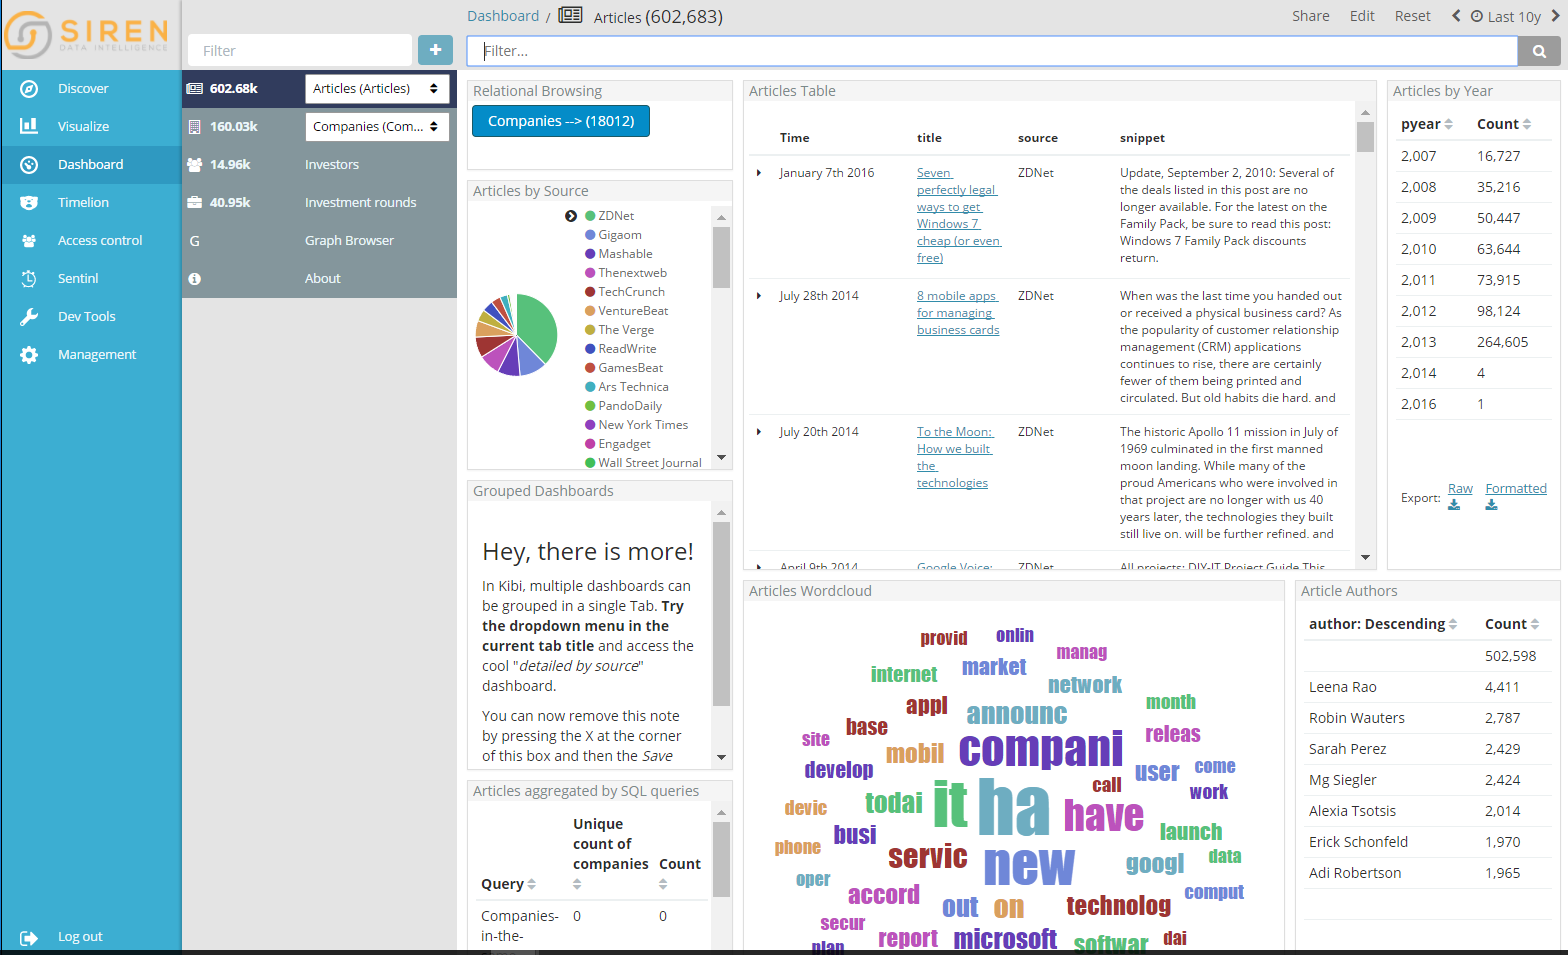 SIREN
DATA INTELLIGENCE
Discover
Visualize
Dashboard
Timelion
Access control
Sentinl
Dev Tools
Management
Log out
Filter
+
602.68k Articles (Articles)
160.03k Companies (Com...
14.96k Investors
40.95k Investment rounds
G Graph Browser
About
Dashboard / Articles (602,683)
Share Edit Reset Last 10y
Filter...
Relational Browsing
Companies --> (18012)
Articles by Source
ZDNet
Gigaom
Mashable
Thenextweb
TechCrunch
VentureBeat
The Verge
ReadWrite
GamesBeat
Ars Technica
PandoDaily
New York Times
Engadget
Wall Street Journal
Grouped Dashboards
Hey, there is more!
In Kibi, multiple dashboards can
be grouped in a single Tab. Try
the dropdown menu in the
current tab title and access the
cool "detailed by source"
dashboard.
You can now remove this note
by pressing the X at the corner
of this box and then the Save
Articles aggregated by SQL queries
Query Unique count of companies Count
Companies- 0 0
in-the-
Articles Table
Time title source snippet
January 7th 2016
Seven
perfectly legal
ways to get
Windows 7
cheap (or even
free)
ZDNet
Update, September 2, 2010: Several of
the deals listed in this post are no
longer available. For the latest on the
Family Pack, be sure to read this post:
Windows 7 Family Pack discounts
return.
July 28th 2014
8 mobile apps
for managing
business cards
ZDNet
When was the last time you handed out
or received a physical business card? As
the popularity of customer relationship
management (CRM) applications
continues to rise, there are certainly
fewer of them being printed and
circulated. But old habits die hard. and
July 20th 2014
To the Moon:
How we built
the
technologies
ZDNet
The historic Apollo 11 mission in July of
1969 culminated in the first manned
moon landing. While many of the
proud Americans who were involved in
that project are no longer with us 40
years later, the technologies they built
still live on. will be further refined. and
April 9th 2014
Google Voice:
ZDNet
All projects: DIY-IT Project Guide This
Articles by Year
pyear Count
2,007 16,727
2,008 35,216
2,009 50,447
2,010 63,644
2,011 73,915
2,012 98,124
2,013 264,605
2,014 4
2,016 1
Export: Raw Formatted
Articles Wordcloud
provid onlin manag
internet market network
appl announc month
site base compani releas
mobil develop user come
call work
devic todai it ha have
busi launch
phone servic new googl data
oper accord out on technolog comput
secur report microsoft softwar dai
plan
Article Authors
author: Descending Count
502,598
Leena Rao 4,411
Robin Wauters 2,787
Sarah Perez 2,429
Mg Siegler 2,424
Alexia Tsotsis 2,014
Erick Schonfeld 1,970
Adi Robertson 1,965